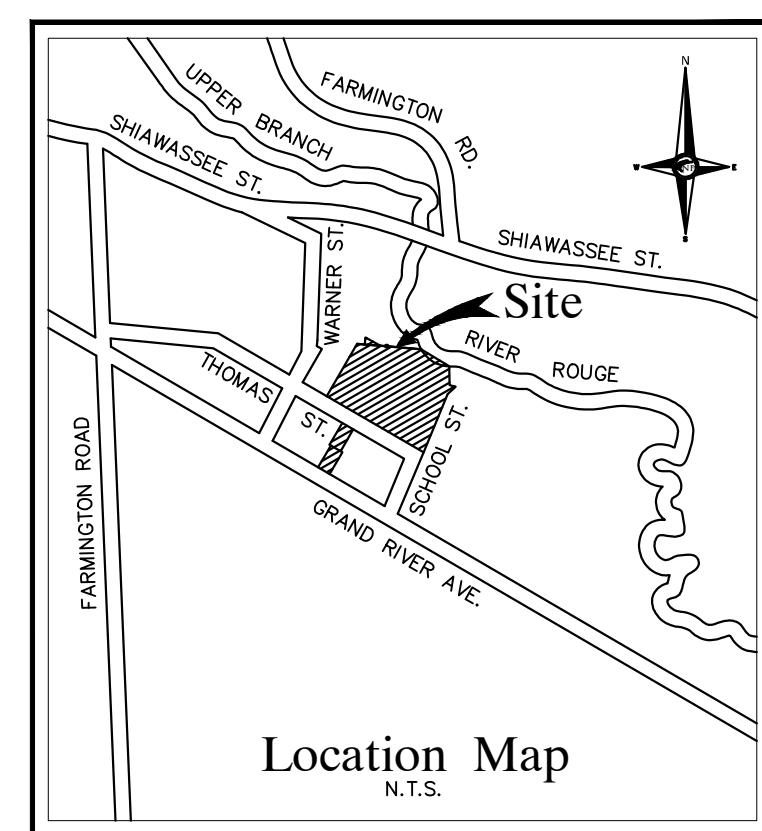 UPPER BRANCH
FARMINGTON RD.
N
SHIAWASSEE ST.
W
E
S
WARNER ST.
SHIAWASSEE ST.
Site
RIVER ROUGE
THOMAS ST.
SCHOOL ST.
FARMINGTON ROAD
GRAND RIVER AVE.
Location Map
N.T.S.